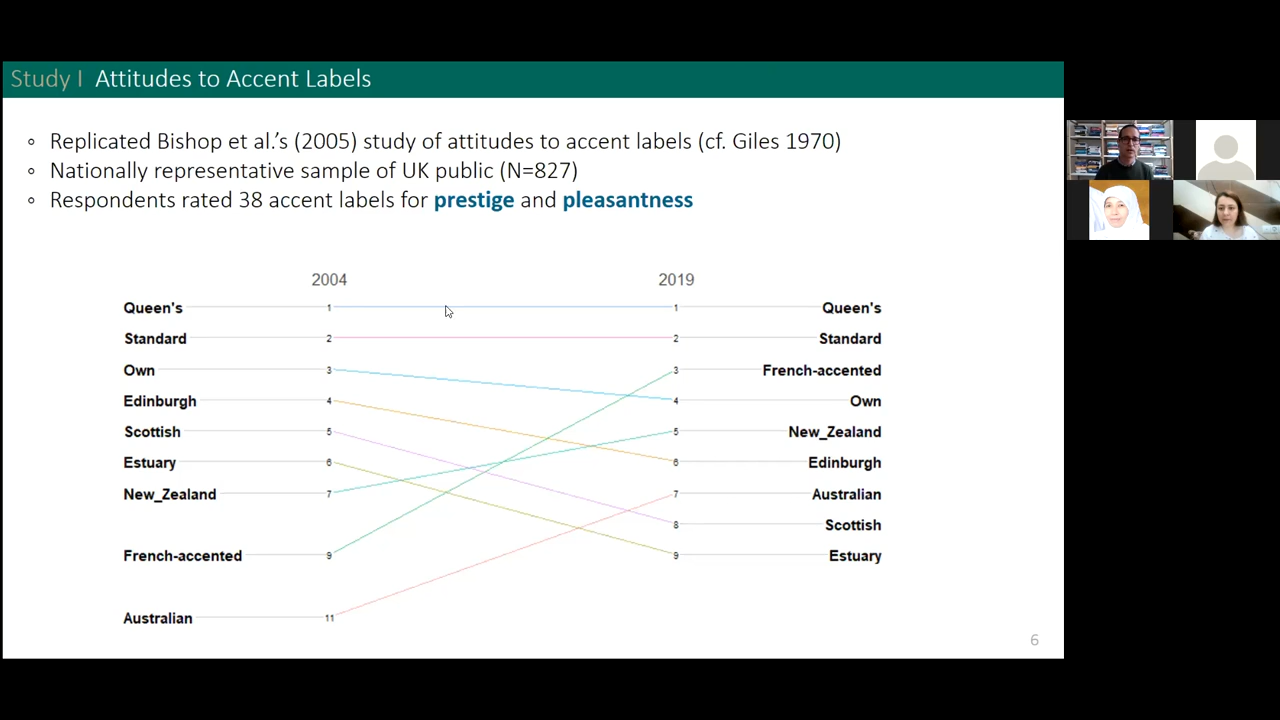 Study I Attitudes to Accent Labels
◦ Replicated Bishop et al.’s (2005) study of attitudes to accent labels (cf. Giles 1970)
◦ Nationally representative sample of UK public (N=827)
◦ Respondents rated 38 accent labels for prestige and pleasantness
2004 2019
Queen's 1 1 Queen's
Standard 2 2 Standard
Own 3 3 French-accented
Edinburgh 4 4 Own
Scottish 5 5 New_Zealand
Estuary 6 6 Edinburgh
New_Zealand 7 7 Australian
8 Scottish
French-accented 9 9 Estuary
Australian 11
6